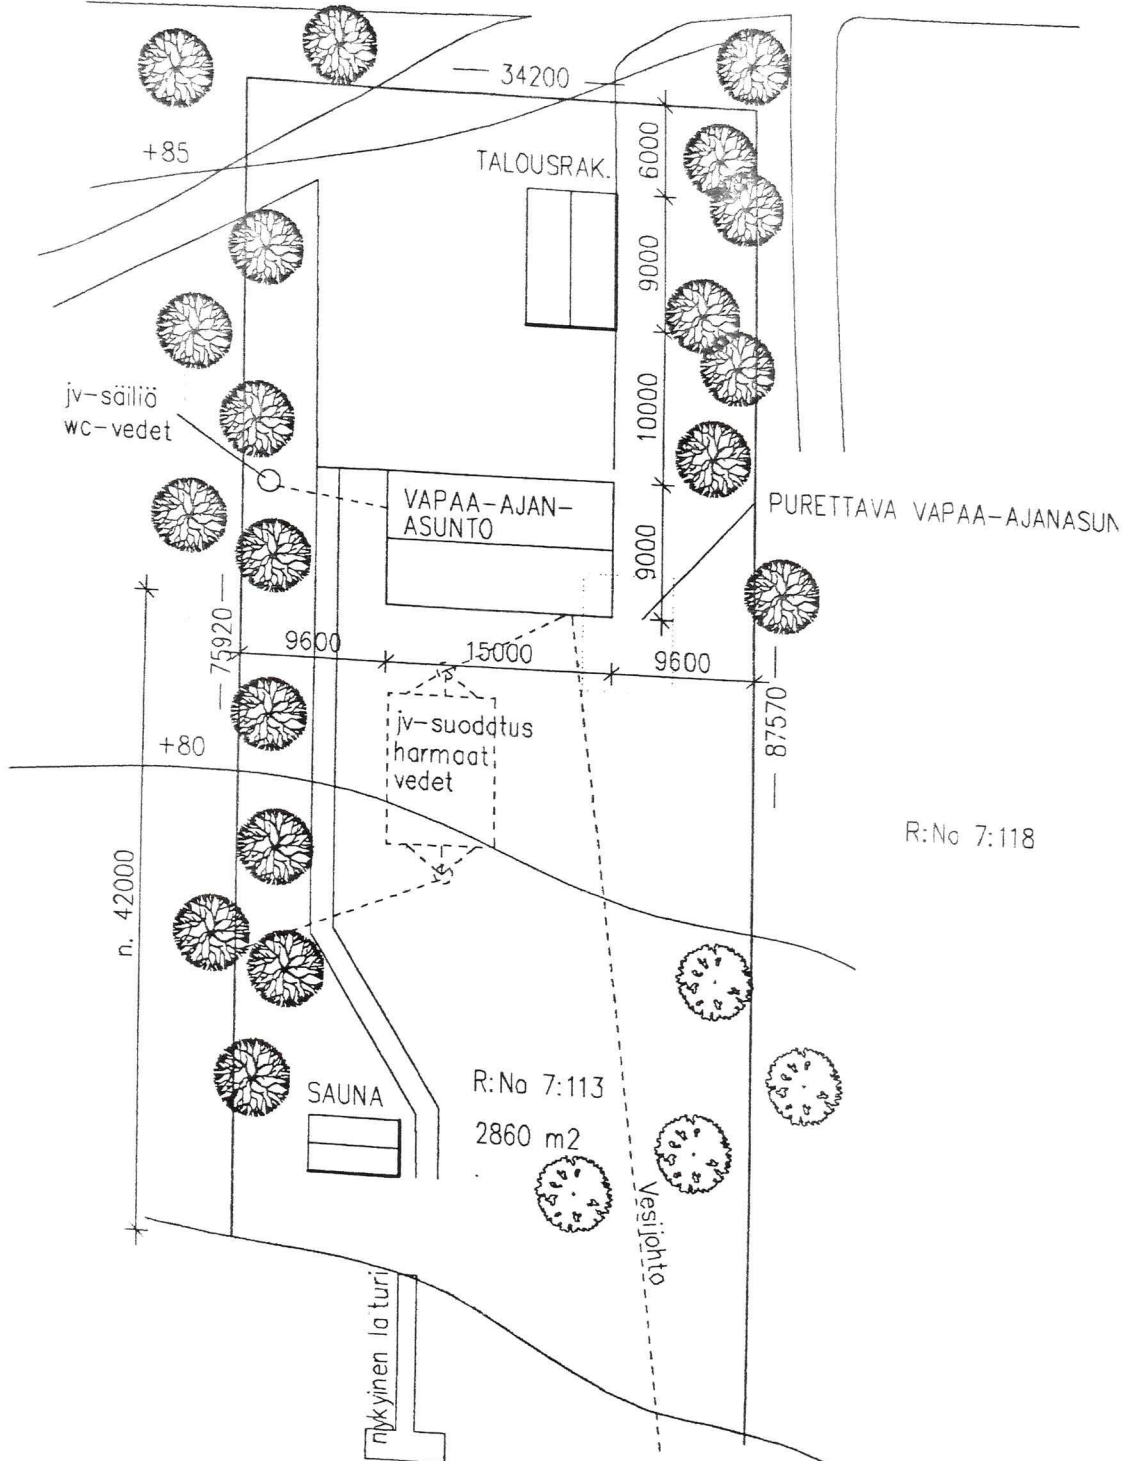 34200
+85
TALOUSRAK.
6000
9000
jv-säiliö
wc-vedet
10000
VAPAA-AJAN-
ASUNTO
PURETTAVA VAPAA-AJANASUN
9000
75920
9600
15000
9600
87570
+80
jv-suodatus
harmaat
vedet
R:No 7:118
n. 42000
SAUNA
R:No 7:113
2860 m2
Vesijohto
nykyinen laituri